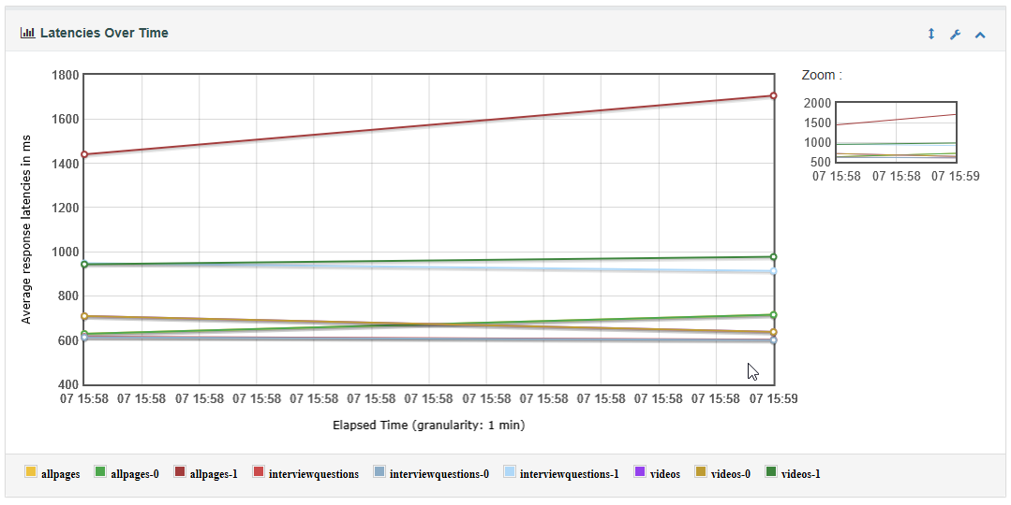 Latencies Over Time
Zoom :
1800
1600
1400
1200
1000
800
600
400
Average response latencies in ms
07 15:58 07 15:58 07 15:58 07 15:58 07 15:58 07 15:58 07 15:58 07 15:58 07 15:58 07 15:58 07 15:58 07 15:58 07 15:59
Elapsed Time (granularity: 1 min)
2000
1500
1000
500
07 15:58 07 15:58 07 15:59
allpages allpages-0 allpages-1 interviewquestions interviewquestions-0 interviewquestions-1 videos videos-0 videos-1